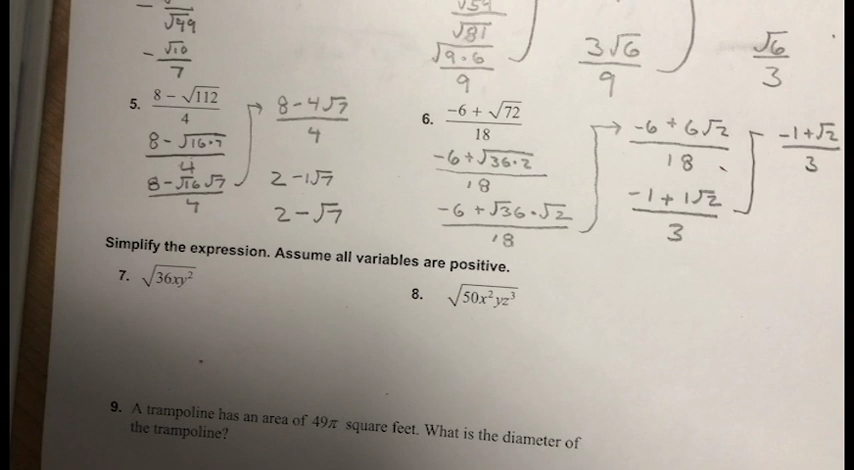 -
√49
- √10
7
√54
√81
√9·6
9
3√6
9
√6
3
5. 8 - √112
4
8 - √16·7
4
8 - √16 √7
4
8 - 4√7
4
2 - 1√7
2 - √7
6. -6 + √72
18
-6 + √36·2
18
-6 + √36 · √2
18
-6 + 6√2
18
-1 + 1√2
3
-1 + √2
3
Simplify the expression. Assume all variables are positive.
7. √36xy²
8. √50x²yz³
9. A trampoline has an area of 49π square feet. What is the diameter of
the trampoline?